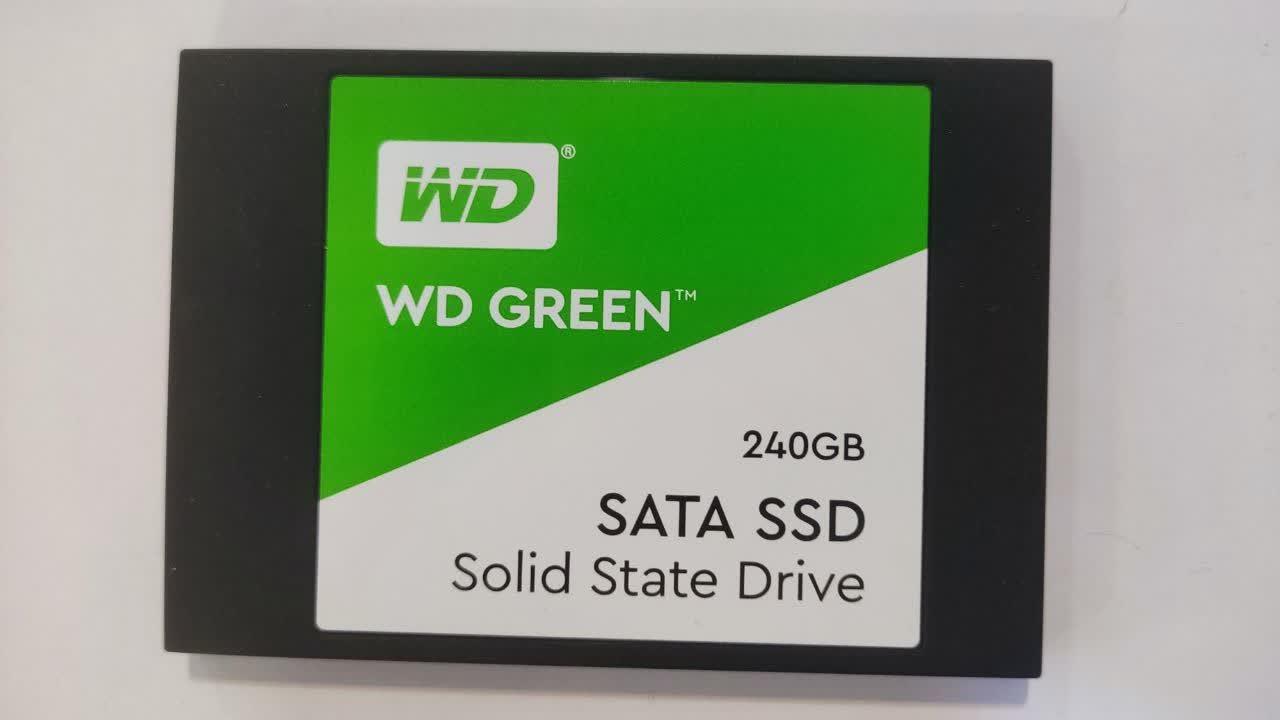 WD®
WD GREEN™
240GB
SATA SSD
Solid State Drive